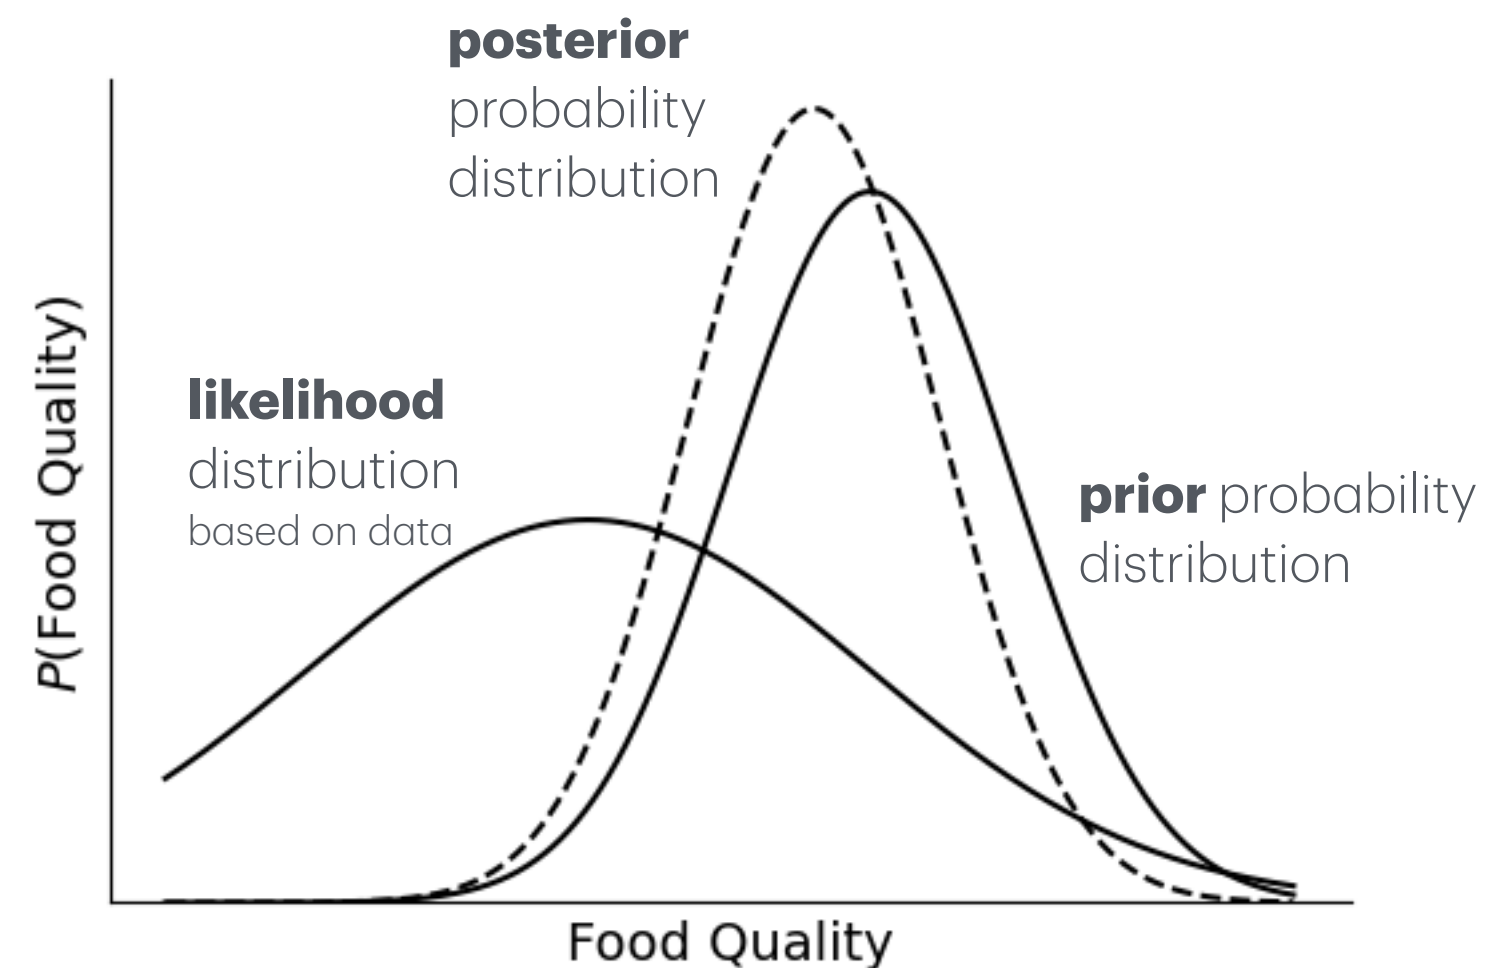 posterior
probability
distribution
likelihood
distribution
based on data
prior probability
distribution
P(Food Quality)
Food Quality